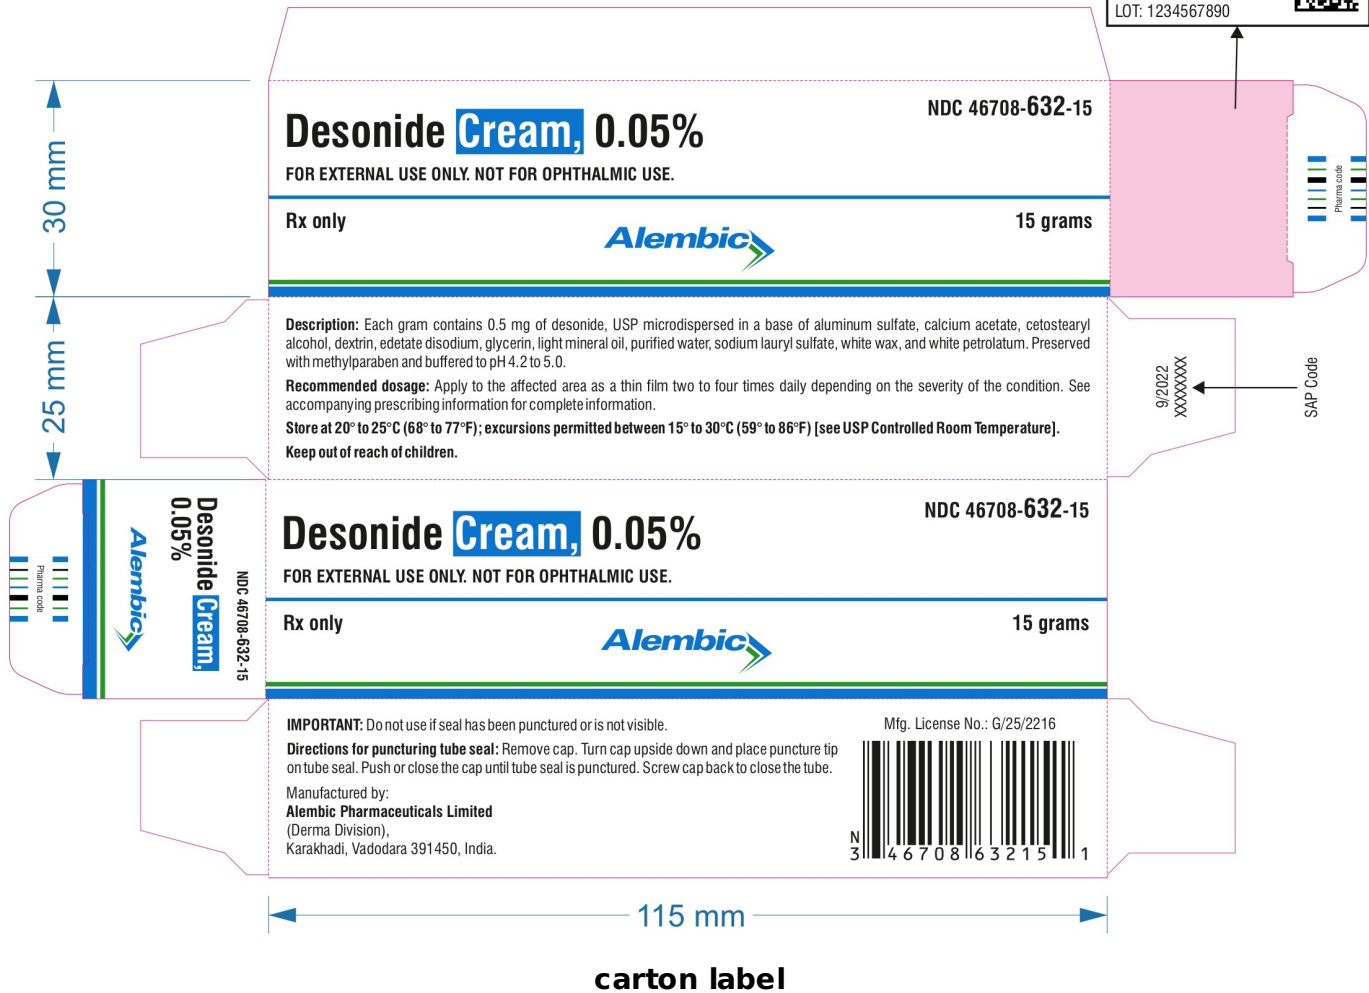 LOT: 1234567890
Desonide Cream, 0.05%
NDC 46708-632-15
FOR EXTERNAL USE ONLY. NOT FOR OPHTHALMIC USE.
Rx only
15 grams
Alembic
Pharma code
30 mm
Description: Each gram contains 0.5 mg of desonide, USP microdispersed in a base of aluminum sulfate, calcium acetate, cetostearyl
alcohol, dextrin, edetate disodium, glycerin, light mineral oil, purified water, sodium lauryl sulfate, white wax, and white petrolatum. Preserved
with methylparaben and buffered to pH 4.2 to 5.0.
Recommended dosage: Apply to the affected area as a thin film two to four times daily depending on the severity of the condition. See
accompanying prescribing information for complete information.
Store at 20° to 25°C (68° to 77°F); excursions permitted between 15° to 30°C (59° to 86°F) [see USP Controlled Room Temperature].
Keep out of reach of children.
25 mm
9/2022
XXXXXXXX
SAP Code
Desonide Cream, 0.05%
NDC 46708-632-15
FOR EXTERNAL USE ONLY. NOT FOR OPHTHALMIC USE.
Rx only
15 grams
Alembic
NDC 46708-632-15
Desonide Cream,
0.05%
Alembic
Pharma code
IMPORTANT: Do not use if seal has been punctured or is not visible.
Directions for puncturing tube seal: Remove cap. Turn cap upside down and place puncture tip
on tube seal. Push or close the cap until tube seal is punctured. Screw cap back to close the tube.
Manufactured by:
Alembic Pharmaceuticals Limited
(Derma Division),
Karakhadi, Vadodara 391450, India.
Mfg. License No.: G/25/2216
N
3 46708 63215 1
115 mm
carton label